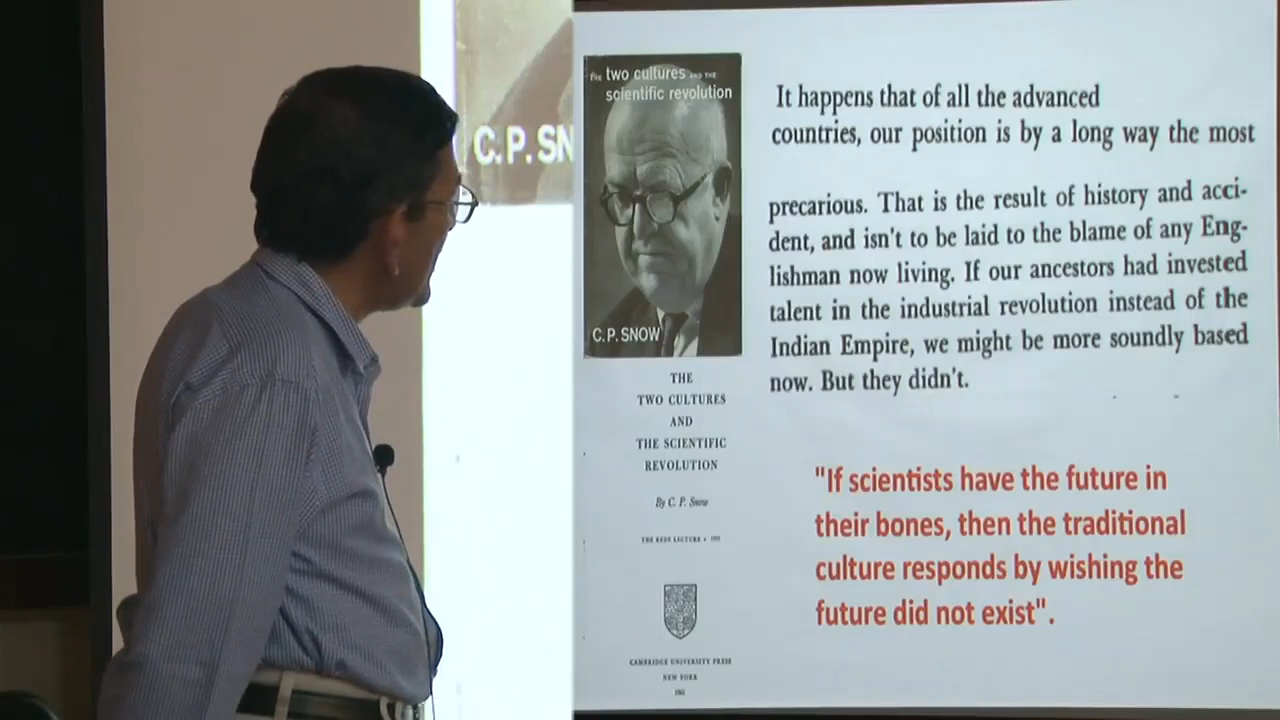 C.P. SN
THE two cultures AND THE
scientific revolution
C.P. SNOW
THE
TWO CULTURES
AND
THE SCIENTIFIC
REVOLUTION
By C. P. Snow
THE REDE LECTURE • 1959
CAMBRIDGE UNIVERSITY PRESS
NEW YORK
It happens that of all the advanced
countries, our position is by a long way the most
precarious. That is the result of history and acci-
dent, and isn't to be laid to the blame of any Eng-
lishman now living. If our ancestors had invested
talent in the industrial revolution instead of the
Indian Empire, we might be more soundly based
now. But they didn't.
"If scientists have the future in
their bones, then the traditional
culture responds by wishing the
future did not exist".